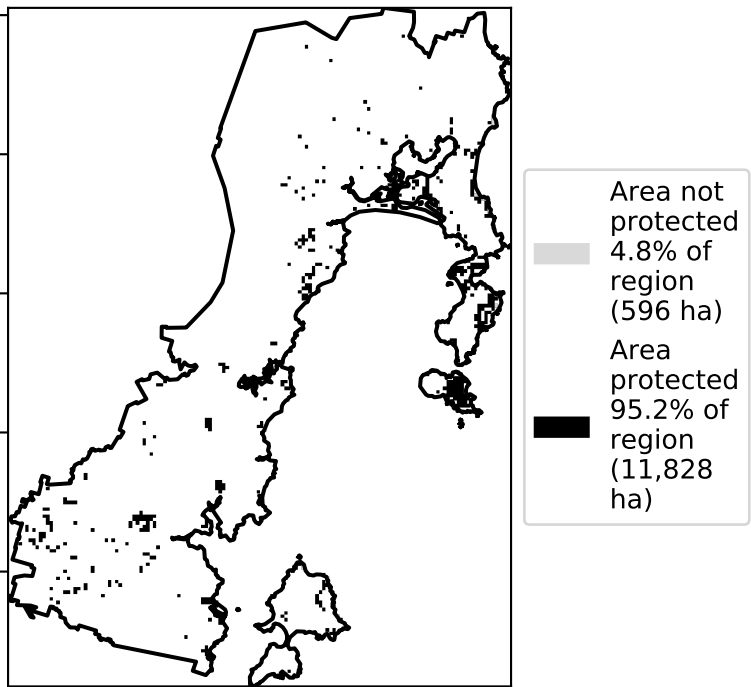 Area not
protected
4.8% of
region
(596 ha)
Area
protected
95.2% of
region
(11,828
ha)